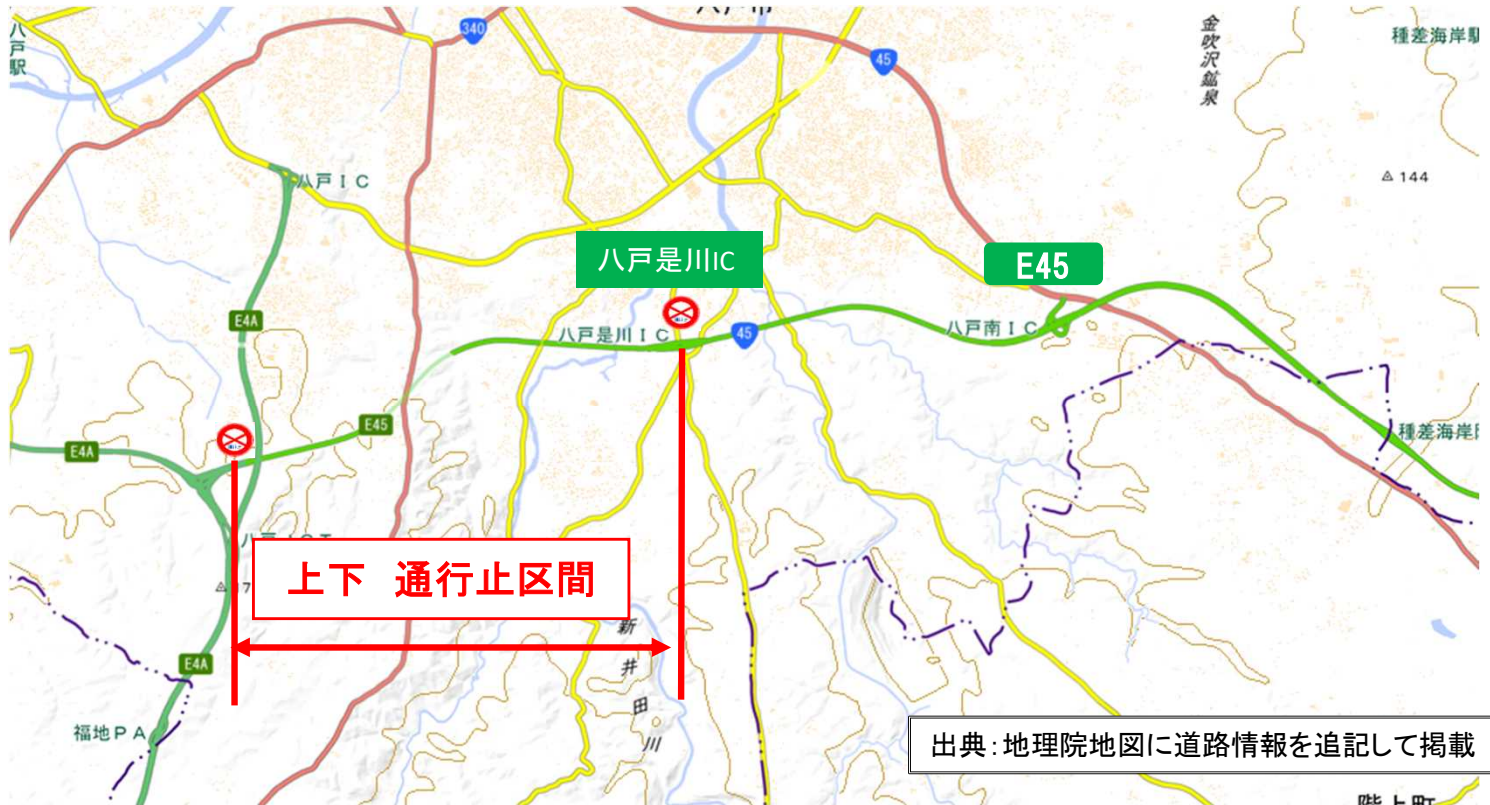 八戸駅
340
45
金吹沢鉱泉
種差海岸
144
八戸IC
八戸是川IC
E45
E4A
八戸是川IC
45
八戸南IC
E45
E4A
種差海岸
上下 通行止区間
17
新井田川
E4A
福地PA
出典:地理院地図に道路情報を追記して掲載